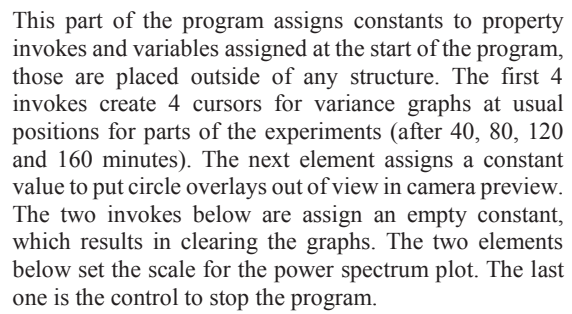 This part of the program assigns constants to property
invokes and variables assigned at the start of the program,
those are placed outside of any structure. The first 4
invokes create 4 cursors for variance graphs at usual
positions for parts of the experiments (after 40, 80, 120
and 160 minutes). The next element assigns a constant
value to put circle overlays out of view in camera preview.
The two invokes below are assign an empty constant,
which results in clearing the graphs. The two elements
below set the scale for the power spectrum plot. The last
one is the control to stop the program.